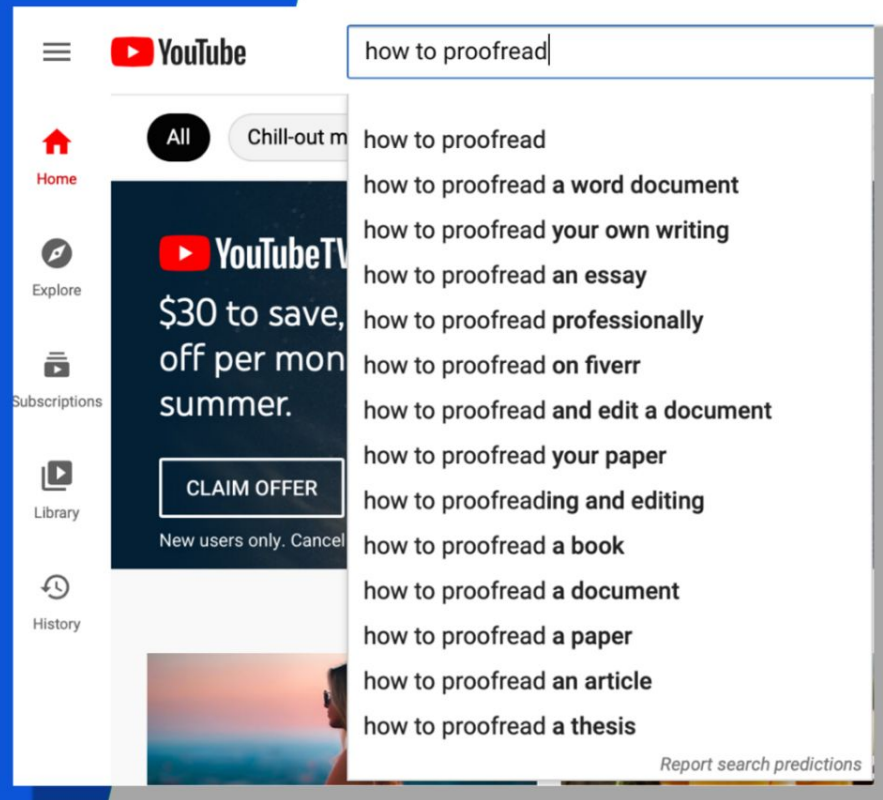 YouTube
how to proofread
Home
Explore
Subscriptions
Library
History
All
Chill-out m
YouTubeTV
$30 to save,
off per mon
summer.
CLAIM OFFER
New users only. Cancel
how to proofread
how to proofread a word document
how to proofread your own writing
how to proofread an essay
how to proofread professionally
how to proofread on fiverr
how to proofread and edit a document
how to proofread your paper
how to proofreading and editing
how to proofread a book
how to proofread a document
how to proofread a paper
how to proofread an article
how to proofread a thesis
Report search predictions